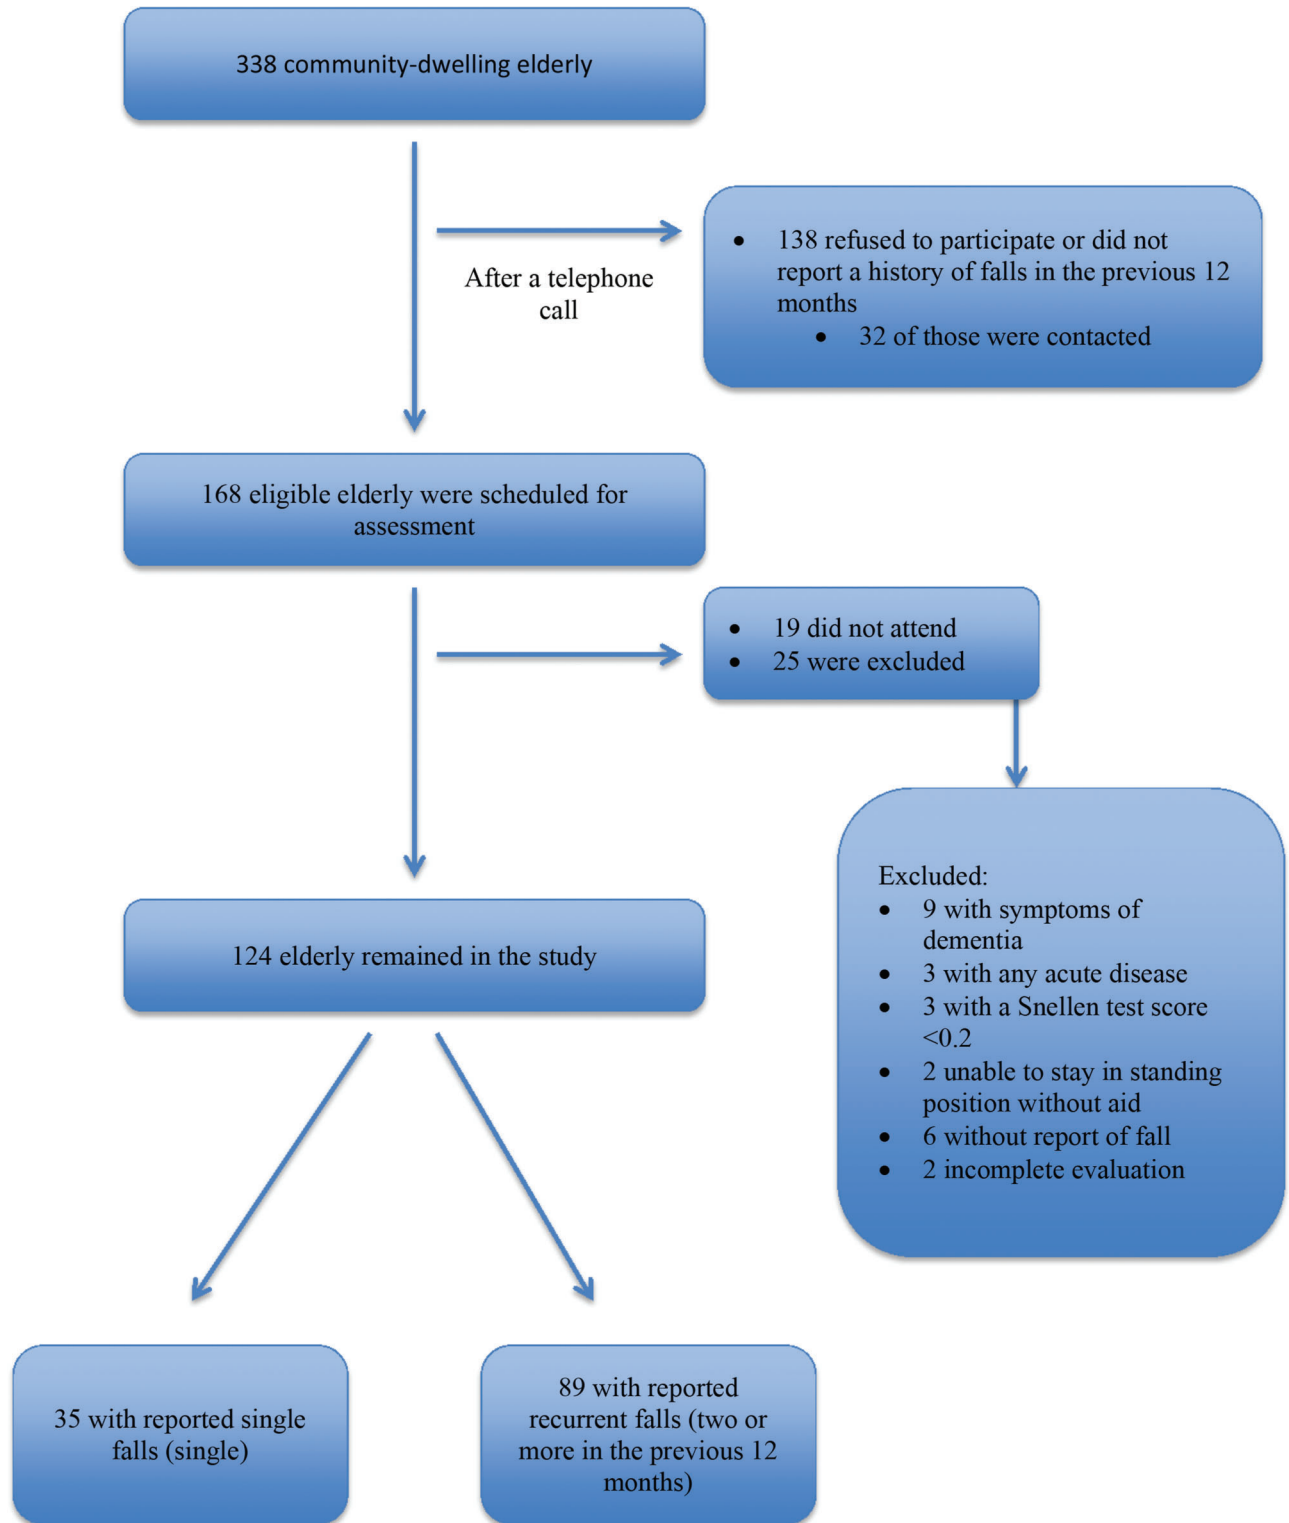 338 community-dwelling elderly
After a telephone
call
• 138 refused to participate or did not
report a history of falls in the previous 12
months
• 32 of those were contacted
168 eligible elderly were scheduled for
assessment
• 19 did not attend
• 25 were excluded
Excluded:
• 9 with symptoms of
dementia
• 3 with any acute disease
• 3 with a Snellen test score
<0.2
• 2 unable to stay in standing
position without aid
• 6 without report of fall
• 2 incomplete evaluation
124 elderly remained in the study
35 with reported single
falls (single)
89 with reported
recurrent falls (two or
more in the previous 12
months)